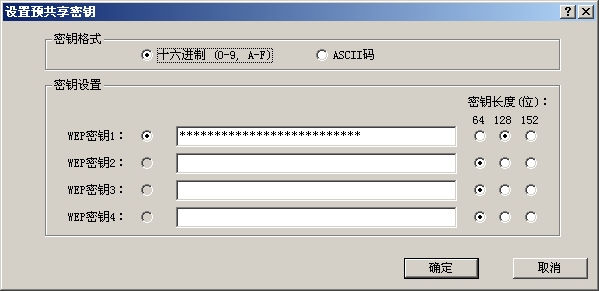 设置预共享密钥
密钥格式
十六进制 (0-9, A-F) ASCII码
密钥设置
密钥长度(位)：
64 128 152
WEP密钥1： **************************
WEP密钥2：
WEP密钥3：
WEP密钥4：
确定 取消